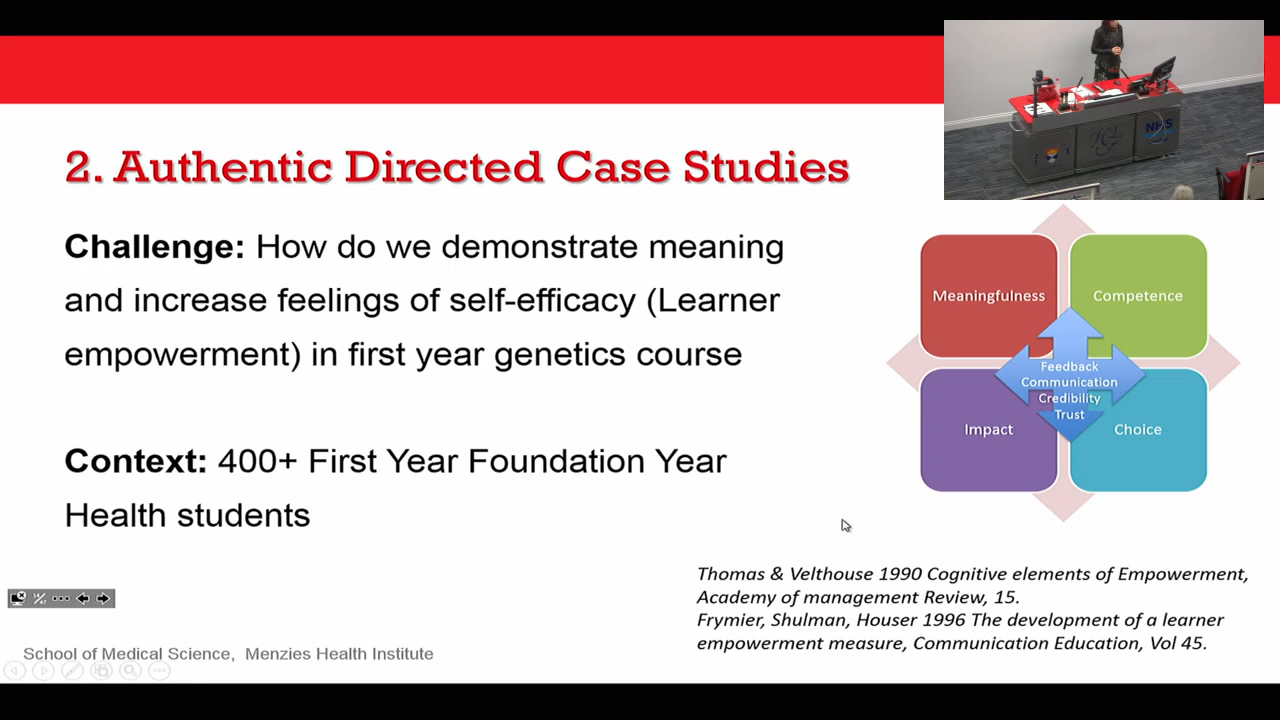 NHS
2. Authentic Directed Case Studies
Challenge: How do we demonstrate meaning
and increase feelings of self-efficacy (Learner
empowerment) in first year genetics course
Context: 400+ First Year Foundation Year
Health students
Meaningfulness
Competence
Feedback
Communication
Credibility
Trust
Impact
Choice
Thomas & Velthouse 1990 Cognitive elements of Empowerment,
Academy of management Review, 15.
Frymier, Shulman, Houser 1996 The development of a learner
empowerment measure, Communication Education, Vol 45.
School of Medical Science, Menzies Health Institute